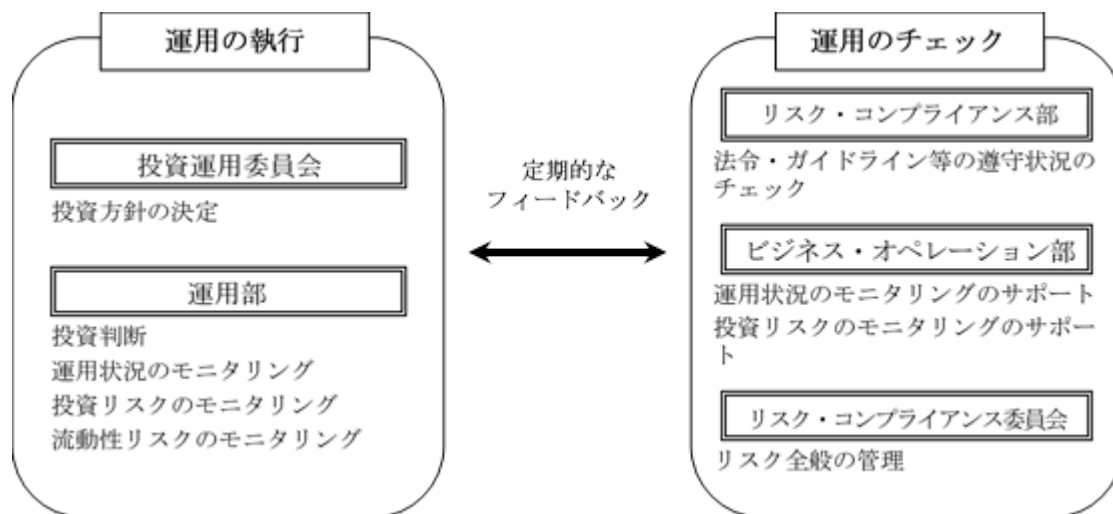 運用の執行
投資運用委員会
投資方針の決定
運用部
投資判断
運用状況のモニタリング
投資リスクのモニタリング
流動性リスクのモニタリング
定期的な
フィードバック
運用のチェック
リスク・コンプライアンス部
法令・ガイドライン等の遵守状況の
チェック
ビジネス・オペレーション部
運用状況のモニタリングのサポート
投資リスクのモニタリングのサポー
ト
リスク・コンプライアンス委員会
リスク全般の管理